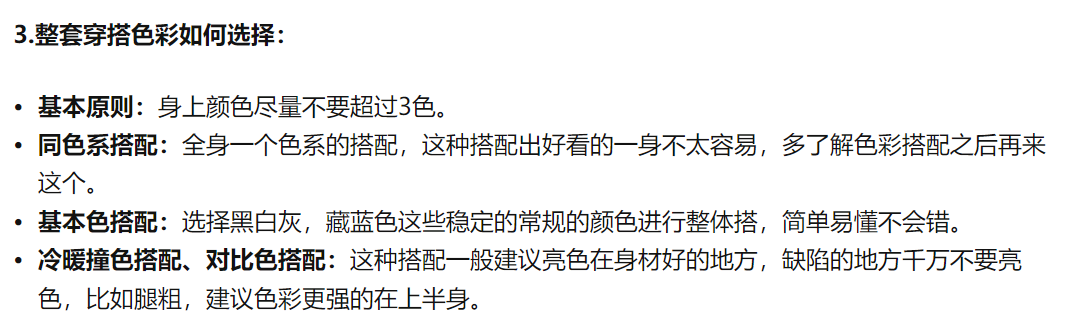 3.整套穿搭色彩如何选择：
• 基本原则：身上颜色尽量不要超过3色。
• 同色系搭配：全身一个色系的搭配，这种搭配出好看的一身不太容易，多了解色彩搭配之后再来
这个。
• 基本色搭配：选择黑白灰，藏蓝色这些稳定的常规的颜色进行整体搭，简单易懂不会错。
• 冷暖撞色搭配、对比色搭配：这种搭配一般建议亮色在身材好的地方，缺陷的地方千万不要亮
色，比如腿粗，建议色彩更强的在上半身。